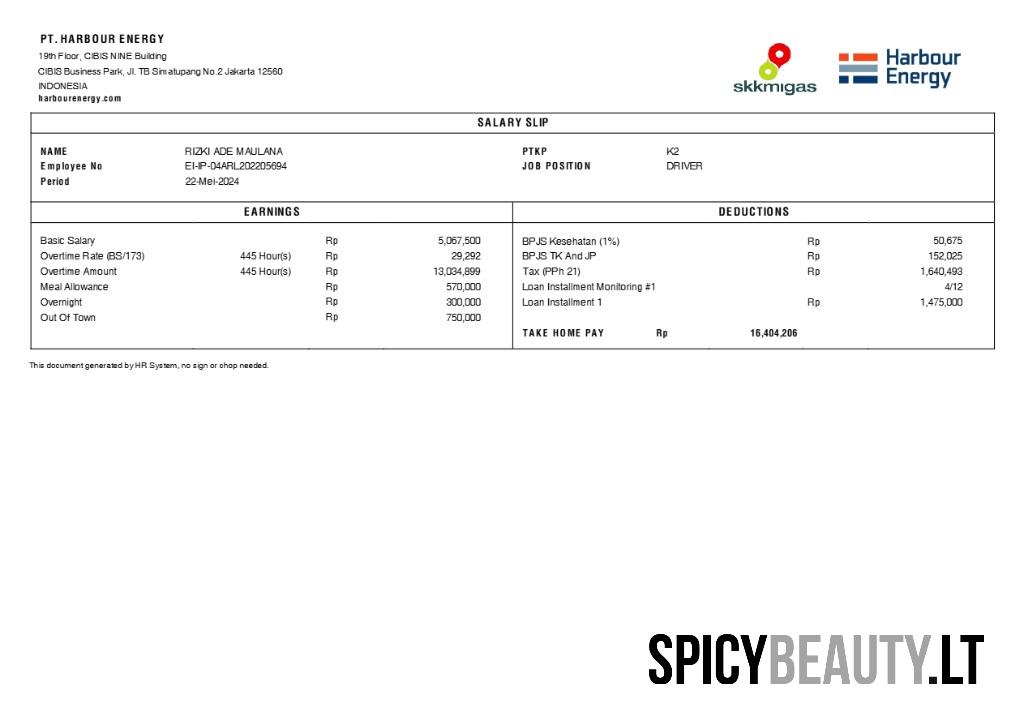 PT. HARBOUR ENERGY
19th Floor, CIBIS NINE Building
CIBIS Business Park, Jl. TB Simatupang No.2 Jakarta 12560
INDONESIA
harbourenergy.com
skkmigas
Harbour
Energy
SALARY SLIP
NAME RIZKI ADE MAULANA PTKP K2
Employee No EI-IP-04ARL202205694 JOB POSITION DRIVER
Period 22-Mei-2024
EARNINGS DEDUCTIONS
Basic Salary Rp 5,067,500 BPJS Kesehatan (1%) Rp 50,675
Overtime Rate (BS/173) 445 Hour(s) Rp 29,292 BPJS TK And JP Rp 152,025
Overtime Amount 445 Hour(s) Rp 13,034,899 Tax (PPh 21) Rp 1,640,493
Meal Allowance Rp 570,000 Loan Installment Monitoring #1 4/12
Overnight Rp 300,000 Loan Installment 1 Rp 1,475,000
Out Of Town Rp 750,000
TAKE HOME PAY Rp 16,404,206
This document generated by HR System, no sign or chop needed.
SPICYBEAUTY.LT